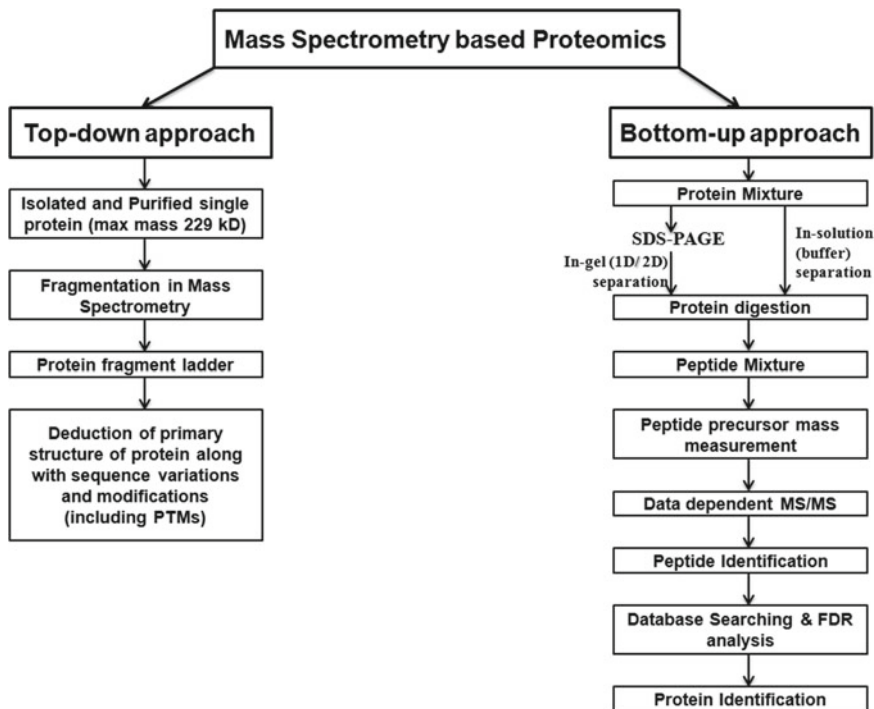 Mass Spectrometry based Proteomics
Top-down approach
Isolated and Purified single
protein (max mass 229 kD)
Fragmentation in Mass
Spectrometry
Protein fragment ladder
Deduction of primary
structure of protein along
with sequence variations
and modifications
(including PTMs)
Bottom-up approach
Protein Mixture
SDS-PAGE
In-gel (1D/2D)
separation
In-solution
(buffer)
separation
Protein digestion
Peptide Mixture
Peptide precursor mass
measurement
Data dependent MS/MS
Peptide Identification
Database Searching & FDR
analysis
Protein Identification